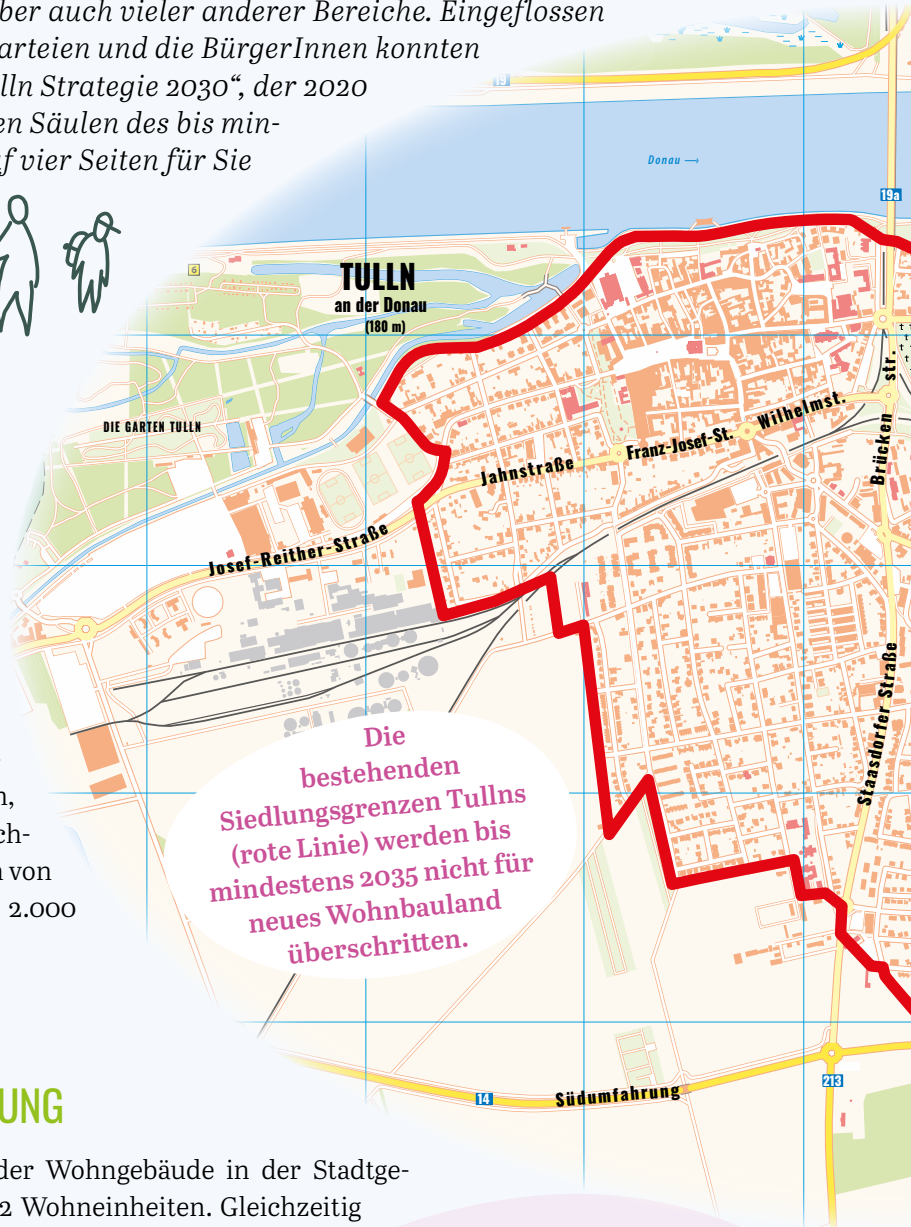 ber auch vieler anderer Bereiche. Eingeflossen
arteien und die BürgerInnen konnten
lln Strategie 2030“, der 2020
en Säulen des bis min-
f vier Seiten für Sie
19
Donau →
19a
6
TULLN
an der Donau
(180 m)
DIE GARTEN TULLN
Jahnstraße
Franz-Josef-St.
Wilhelmst.
Brücken str.
Josef-Reither-Straße
Staasdorfer Straße
Die
bestehenden
Siedlungsgrenzen Tullns
(rote Linie) werden bis
mindestens 2035 nicht für
neues Wohnbauland
überschritten.
n,
ch-
n von
2.000
14
Südumfahrung
213
UNG
der Wohngebäude in der Stadtge-
2 Wohneinheiten. Gleichzeitig